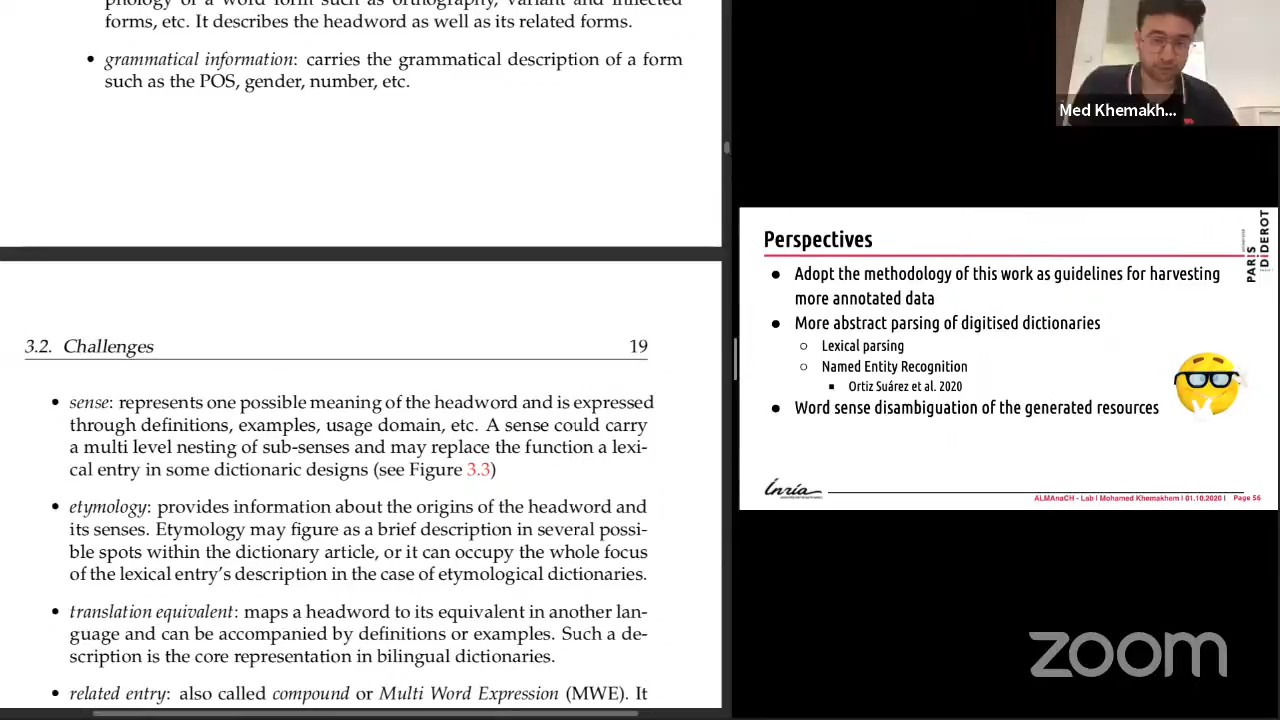 phology of a word form such as orthography, variant and inflected
forms, etc. It describes the headword as well as its related forms.
• grammatical information: carries the grammatical description of a form
such as the POS, gender, number, etc.
3.2. Challenges 19
• sense: represents one possible meaning of the headword and is expressed
through definitions, examples, usage domain, etc. A sense could carry
a multi level nesting of sub-senses and may replace the function a lexi-
cal entry in some dictionaric designs (see Figure 3.3)
• etymology: provides information about the origins of the headword and
its senses. Etymology may figure as a brief description in several possi-
ble spots within the dictionary article, or it can occupy the whole focus
of the lexical entry's description in the case of etymological dictionaries.
• translation equivalent: maps a headword to its equivalent in another lan-
guage and can be accompanied by definitions or examples. Such a de-
scription is the core representation in bilingual dictionaries.
• related entry: also called compound or Multi Word Expression (MWE). It
Med Khemakh...
Perspectives
PARIS
DIDEROT
● Adopt the methodology of this work as guidelines for harvesting
more annotated data
● More abstract parsing of digitised dictionaries
○ Lexical parsing
○ Named Entity Recognition
■ Ortiz Suárez et al. 2020
● Word sense disambiguation of the generated resources
Inria
ALMAnaCH - Lab | Mohamed Khemakhem | 01.10.2020 | Page 56
zoom